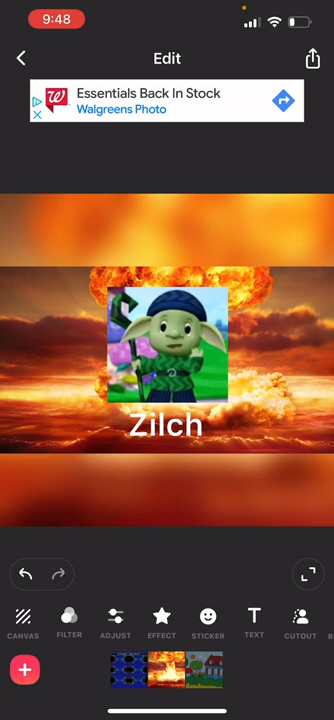 9:48
Edit
Essentials Back In Stock
Walgreens Photo
Zilch
CANVAS
FILTER
ADJUST
EFFECT
STICKER
TEXT
CUTOUT